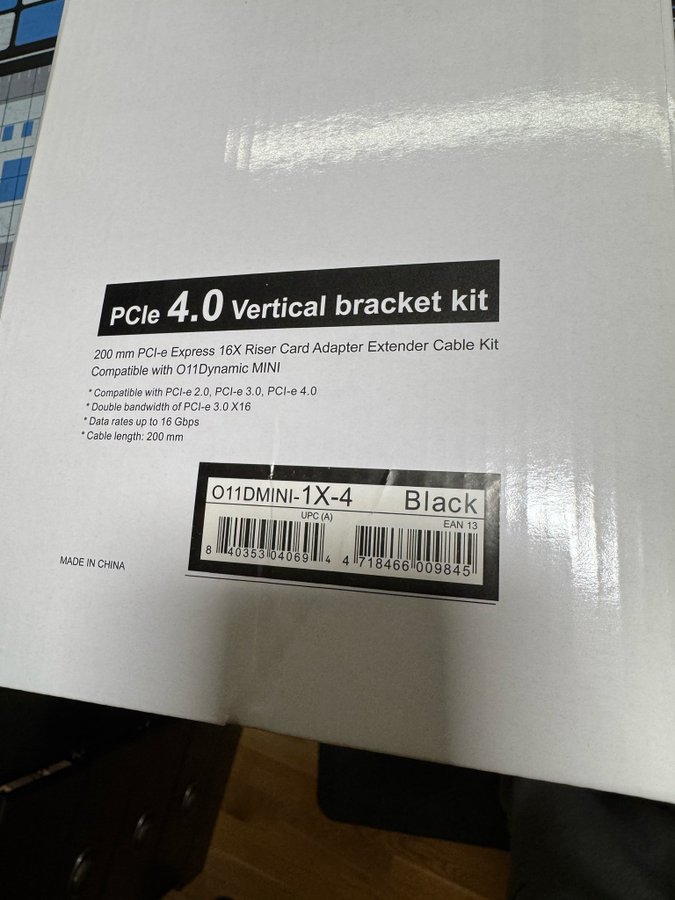 PCIe 4.0 Vertical bracket kit
200 mm PCI-e Express 16X Riser Card Adapter Extender Cable Kit
Compatible with O11Dynamic MINI
* Compatible with PCI-e 2.0, PCI-e 3.0, PCI-e 4.0
* Double bandwidth of PCI-e 3.0 X16
* Data rates up to 16 Gbps
* Cable length: 200 mm
O11DMINI-1X-4 Black
UPC (A) EAN 13
8 40353 04069 4 4 718466 009845
MADE IN CHINA